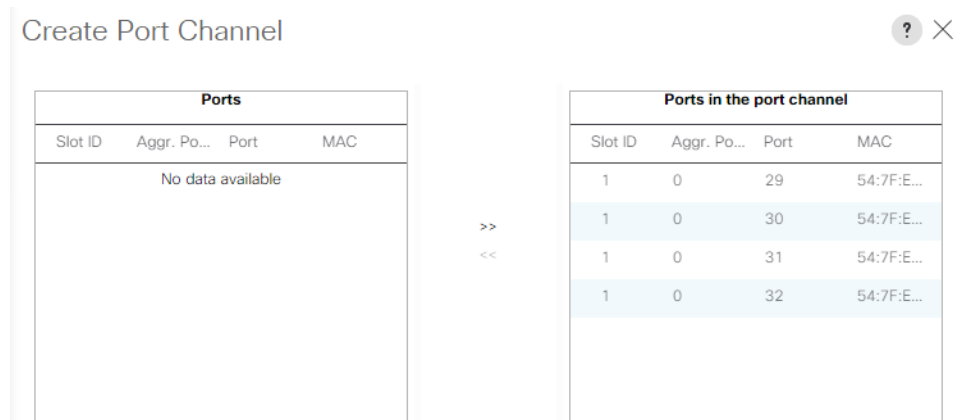 Create Port Channel
?
Ports
Slot ID Aggr. Po... Port MAC
No data available
>>
<<
Ports in the port channel
Slot ID Aggr. Po... Port MAC
1 0 29 54:7F:E...
1 0 30 54:7F:E...
1 0 31 54:7F:E...
1 0 32 54:7F:E...